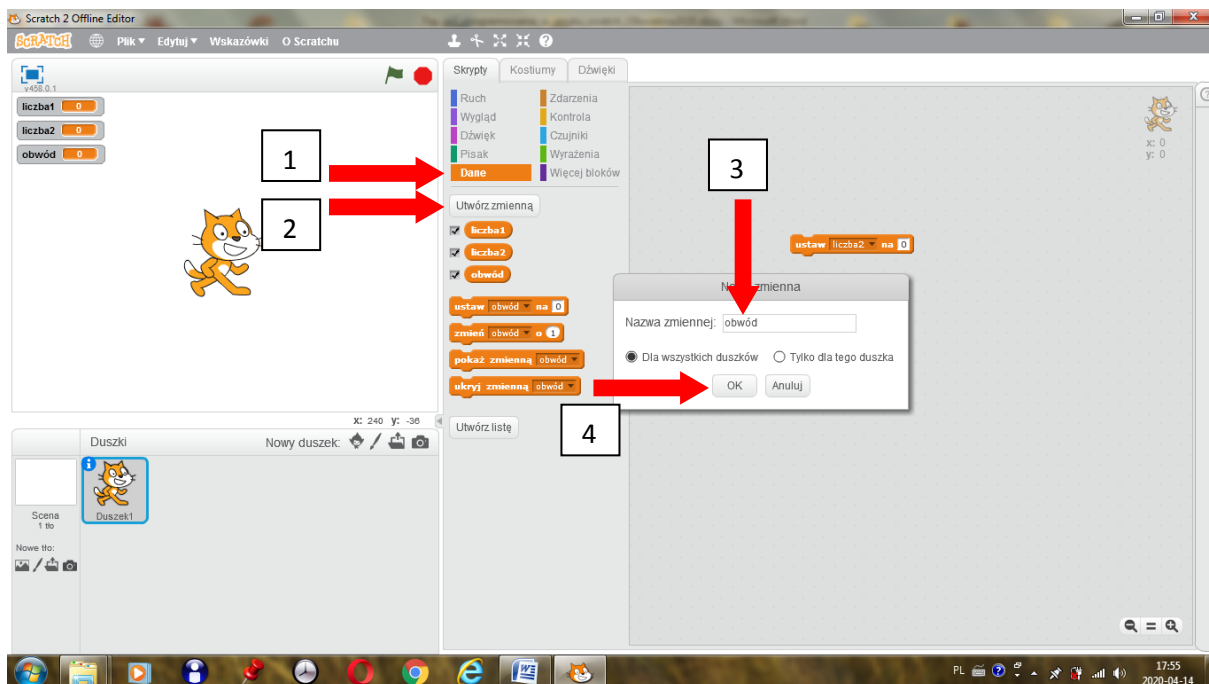 Scratch 2 Offline Editor
SCRATCH Plik Edytuj Wskazówki O Scratchu
v458.0.1
liczba1 0
liczba2 0
obwód 0
1
2
3
4
Skrypty Kostiumy Dźwięki
Ruch Zdarzenia
Wygląd Kontrola
Dźwięk Czujniki
Pisak Wyrażenia
Dane Więcej bloków
Utwórz zmienną
liczba1
liczba2
obwód
ustaw obwód na 0
zmień obwód o 1
pokaż zmienną obwód
ukryj zmienną obwód
Utwórz listę
x: 0
y: 0
ustaw liczba2 na 0
zmienna
Nazwa zmiennej: obwód
Dla wszystkich duszków Tylko dla tego duszka
OK Anuluj
x: 240 y: -36
Duszki Nowy duszek:
Scena
1 tło
Duszek1
Nowe tło:
PL 17:55
2020-04-14